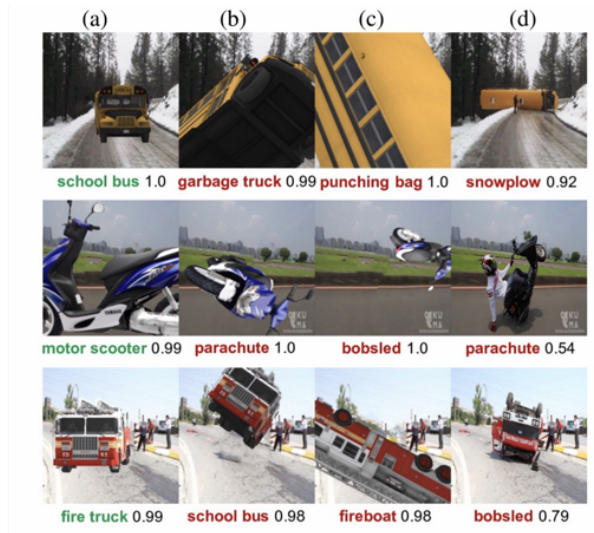 (a) (b) (c) (d)
school bus 1.0 garbage truck 0.99 punching bag 1.0 snowplow 0.92
motor scooter 0.99 parachute 1.0 bobsled 1.0 parachute 0.54
fire truck 0.99 school bus 0.98 fireboat 0.98 bobsled 0.79